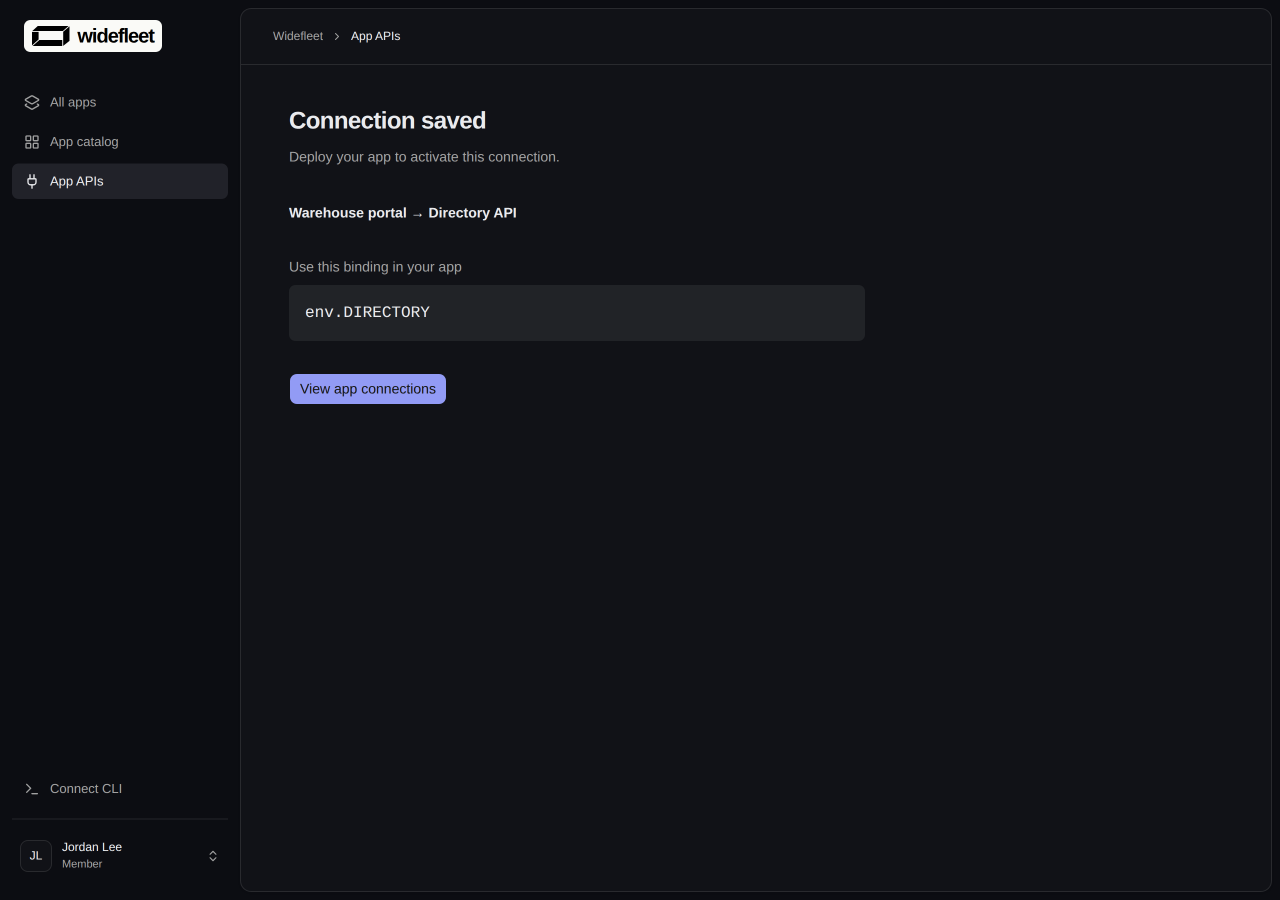 widefleet
Widefleet > App APIs
All apps
App catalog
App APIs
Connection saved
Deploy your app to activate this connection.
Warehouse portal → Directory API
Use this binding in your app
env.DIRECTORY
View app connections
Connect CLI
JL
Jordan Lee
Member